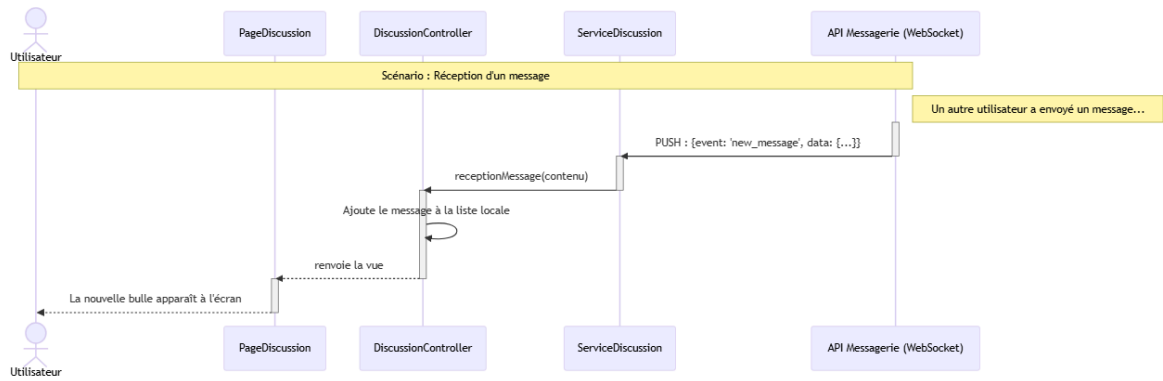 Utilisateur
PageDiscussion
DiscussionController
ServiceDiscussion
API Messagerie (WebSocket)
Scénario : Réception d'un message
Un autre utilisateur a envoyé un message...
PUSH : {event: 'new_message', data: {...}}
receptionMessage(contenu)
Ajoute le message à la liste locale
renvoie la vue
La nouvelle bulle apparaît à l'écran
Utilisateur
PageDiscussion
DiscussionController
ServiceDiscussion
API Messagerie (WebSocket)